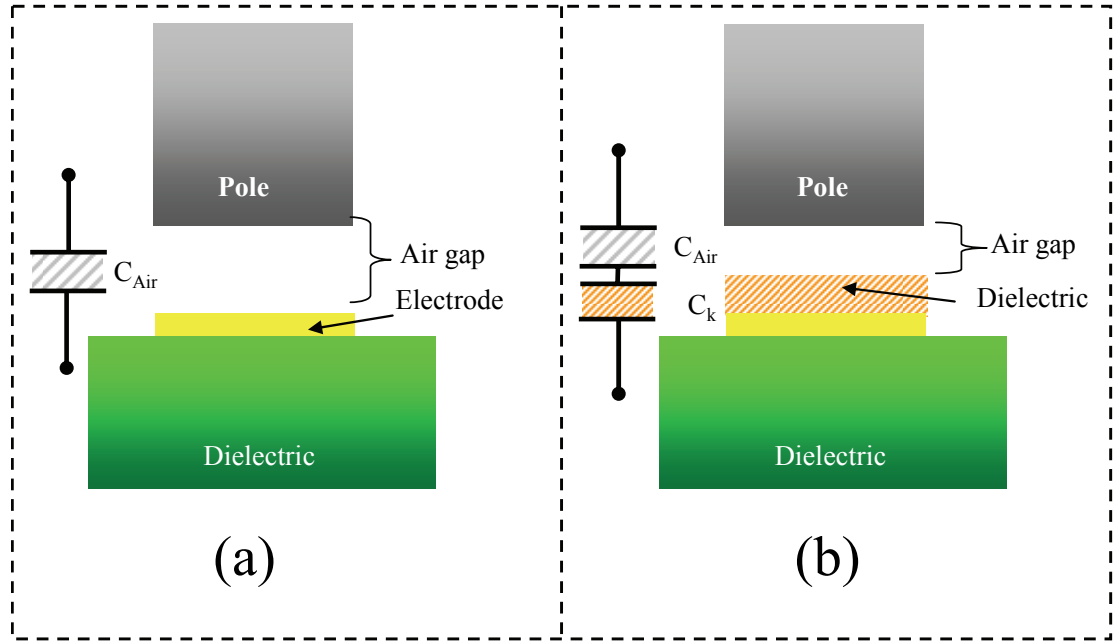 Pole
Air gap
C_Air
Electrode
Dielectric
(a)
Pole
Air gap
C_Air
Dielectric
C_k
Dielectric
(b)